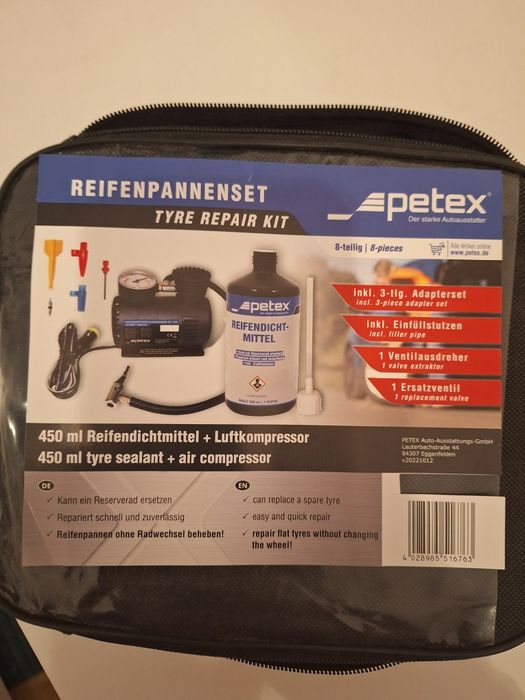 REIFENPANNENSET
TYRE REPAIR KIT
petex®
Der starke Autoausstatter
8-teilig | 8-pieces
Alle Artikel online
www.petex.de
inkl. 3-tlg. Adapterset
incl. 3-piece adapter set
inkl. Einfüllstutzen
incl. filler pipe
1 Ventilausdreher
1 valve extraktor
1 Ersatzventil
1 replacement valve
petex
petex
REIFENDICHT-
MITTEL
450 ml Reifendichtmittel + Luftkompressor
450 ml tyre sealant + air compressor
PETEX Auto-Ausstattungs-GmbH
Lauterbachstraße 44
84307 Eggenfelden
v20221012
DE
✓ Kann ein Reserverad ersetzen
✓ Repariert schnell und zuverlässig
✓ Reifenpannen ohne Radwechsel beheben!
EN
✓ can replace a spare tyre
✓ easy and quick repair
✓ repair flat tyres without changing
the wheel!
4 028985 516763